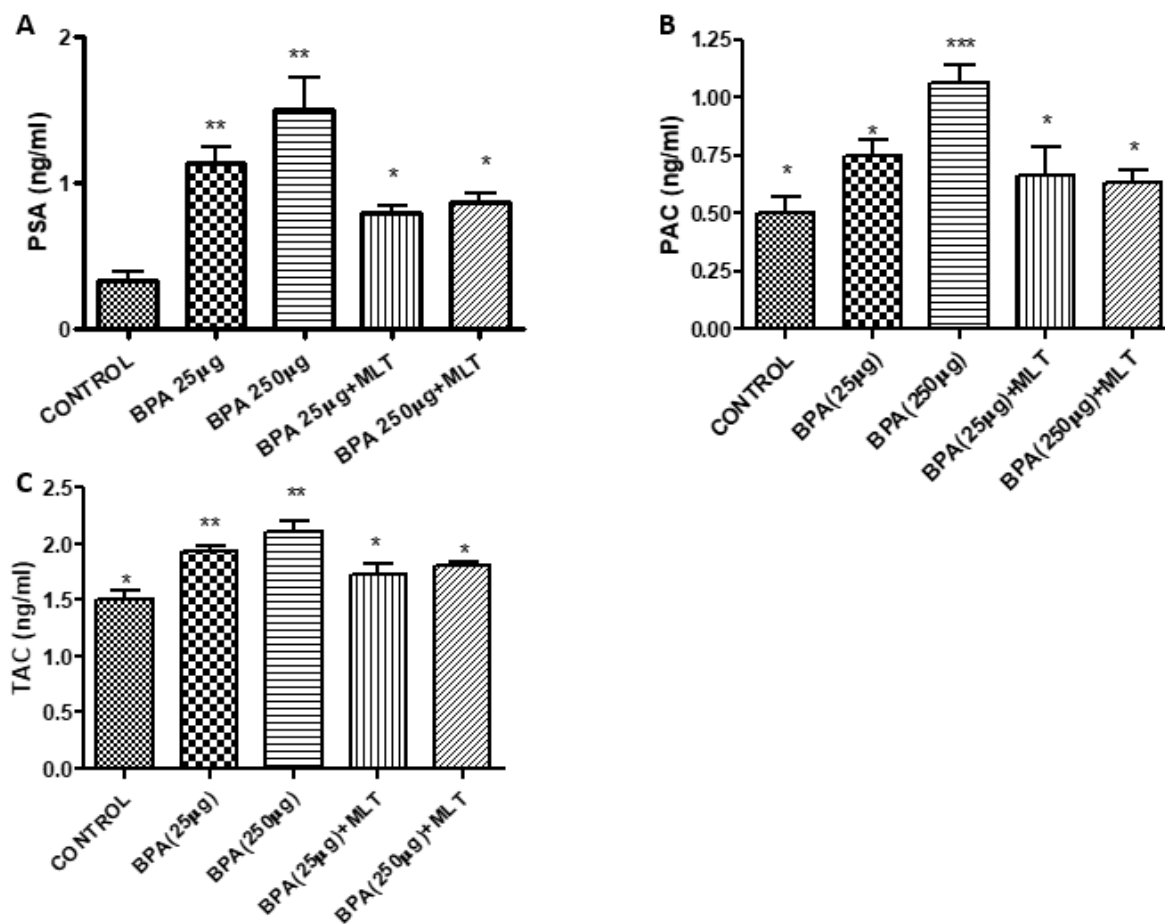 A
PSA (ng/ml)
2
1
0
**
**
*
*
CONTROL
BPA 25µg
BPA 250µg
BPA 25µg+MLT
BPA 250µg+MLT
B
PAC (ng/ml)
1.25
1.00
0.75
0.50
0.25
0.00
*
*
***
*
*
CONTROL
BPA(25µg)
BPA(250µg)
BPA(25µg)+MLT
BPA(250µg)+MLT
C
TAC (ng/ml)
2.5
2.0
1.5
1.0
0.5
0.0
*
**
**
*
*
CONTROL
BPA(25µg)
BPA(250µg)
BPA(25µg)+MLT
BPA(250µg)+MLT